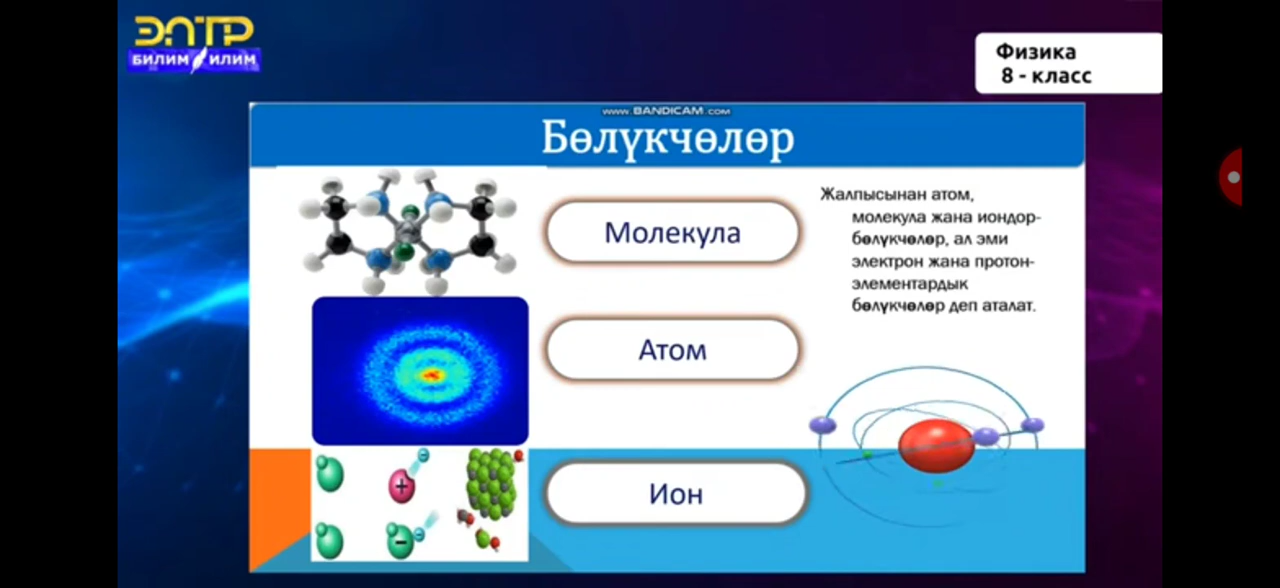 ЭЛТР
БИЛИМ ИЛИМ
Физика
8 - класс
www.BANDICAM.com
Бөлүкчөлөр
Молекула
Атом
Ион
Жалпысынан атом,
молекула жана иондор-
бөлүкчөлөр, ал эми
электрон жана протон-
элементардык
бөлүкчөлөр деп аталат.